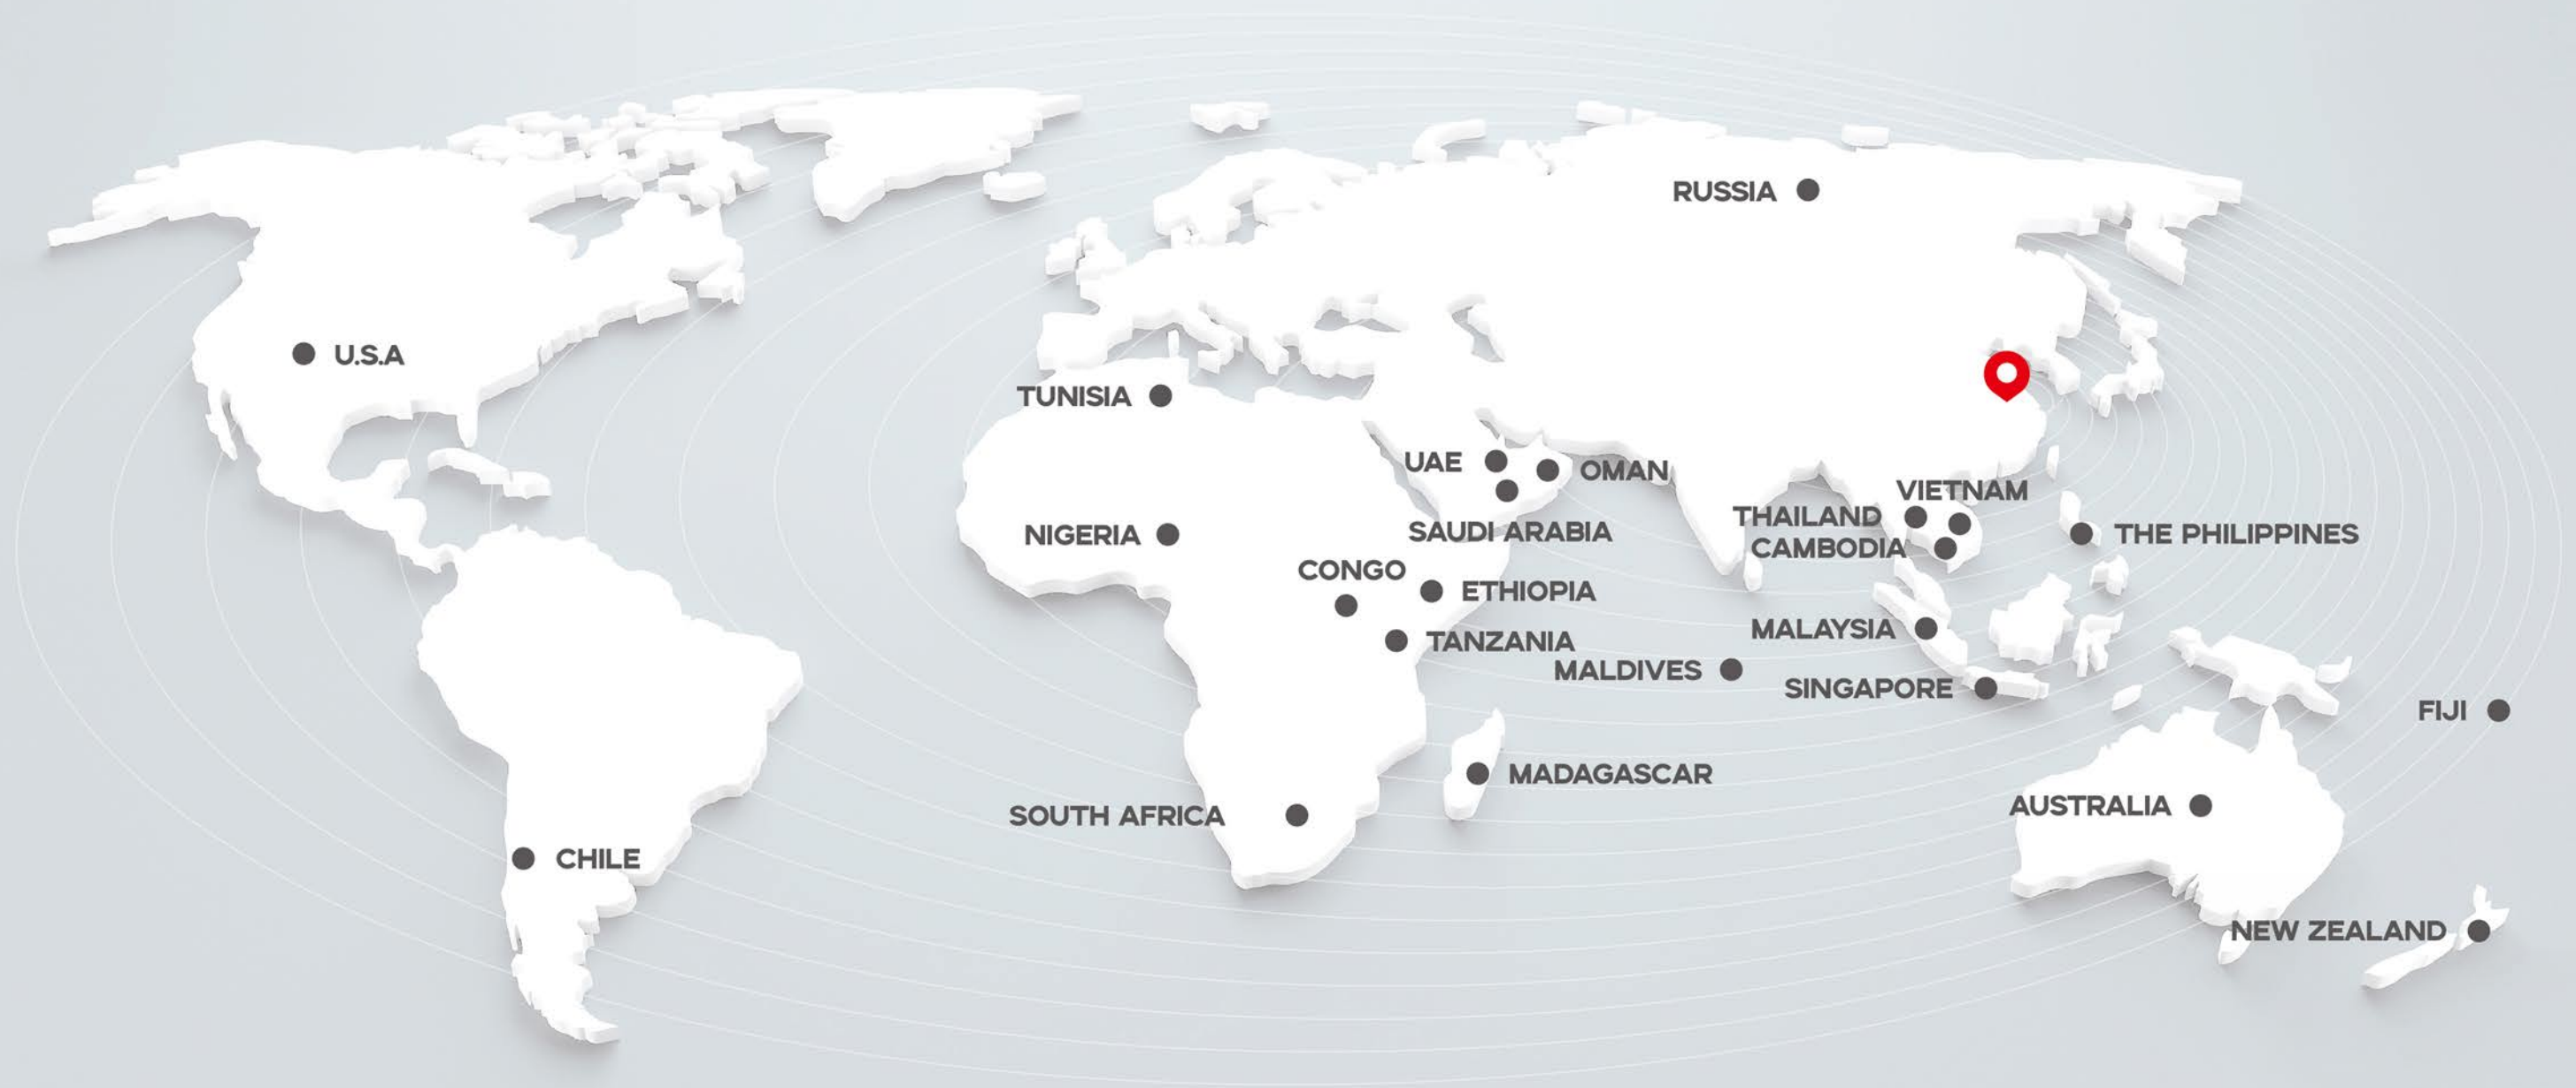 RUSSIA
U.S.A
TUNISIA
UAE
OMAN
VIETNAM
THAILAND
NIGERIA
SAUDI ARABIA
THE PHILIPPINES
CAMBODIA
CONGO
ETHIOPIA
MALAYSIA
TANZANIA
MALDIVES
SINGAPORE
FIJI
MADAGASCAR
AUSTRALIA
SOUTH AFRICA
CHILE
NEW ZEALAND